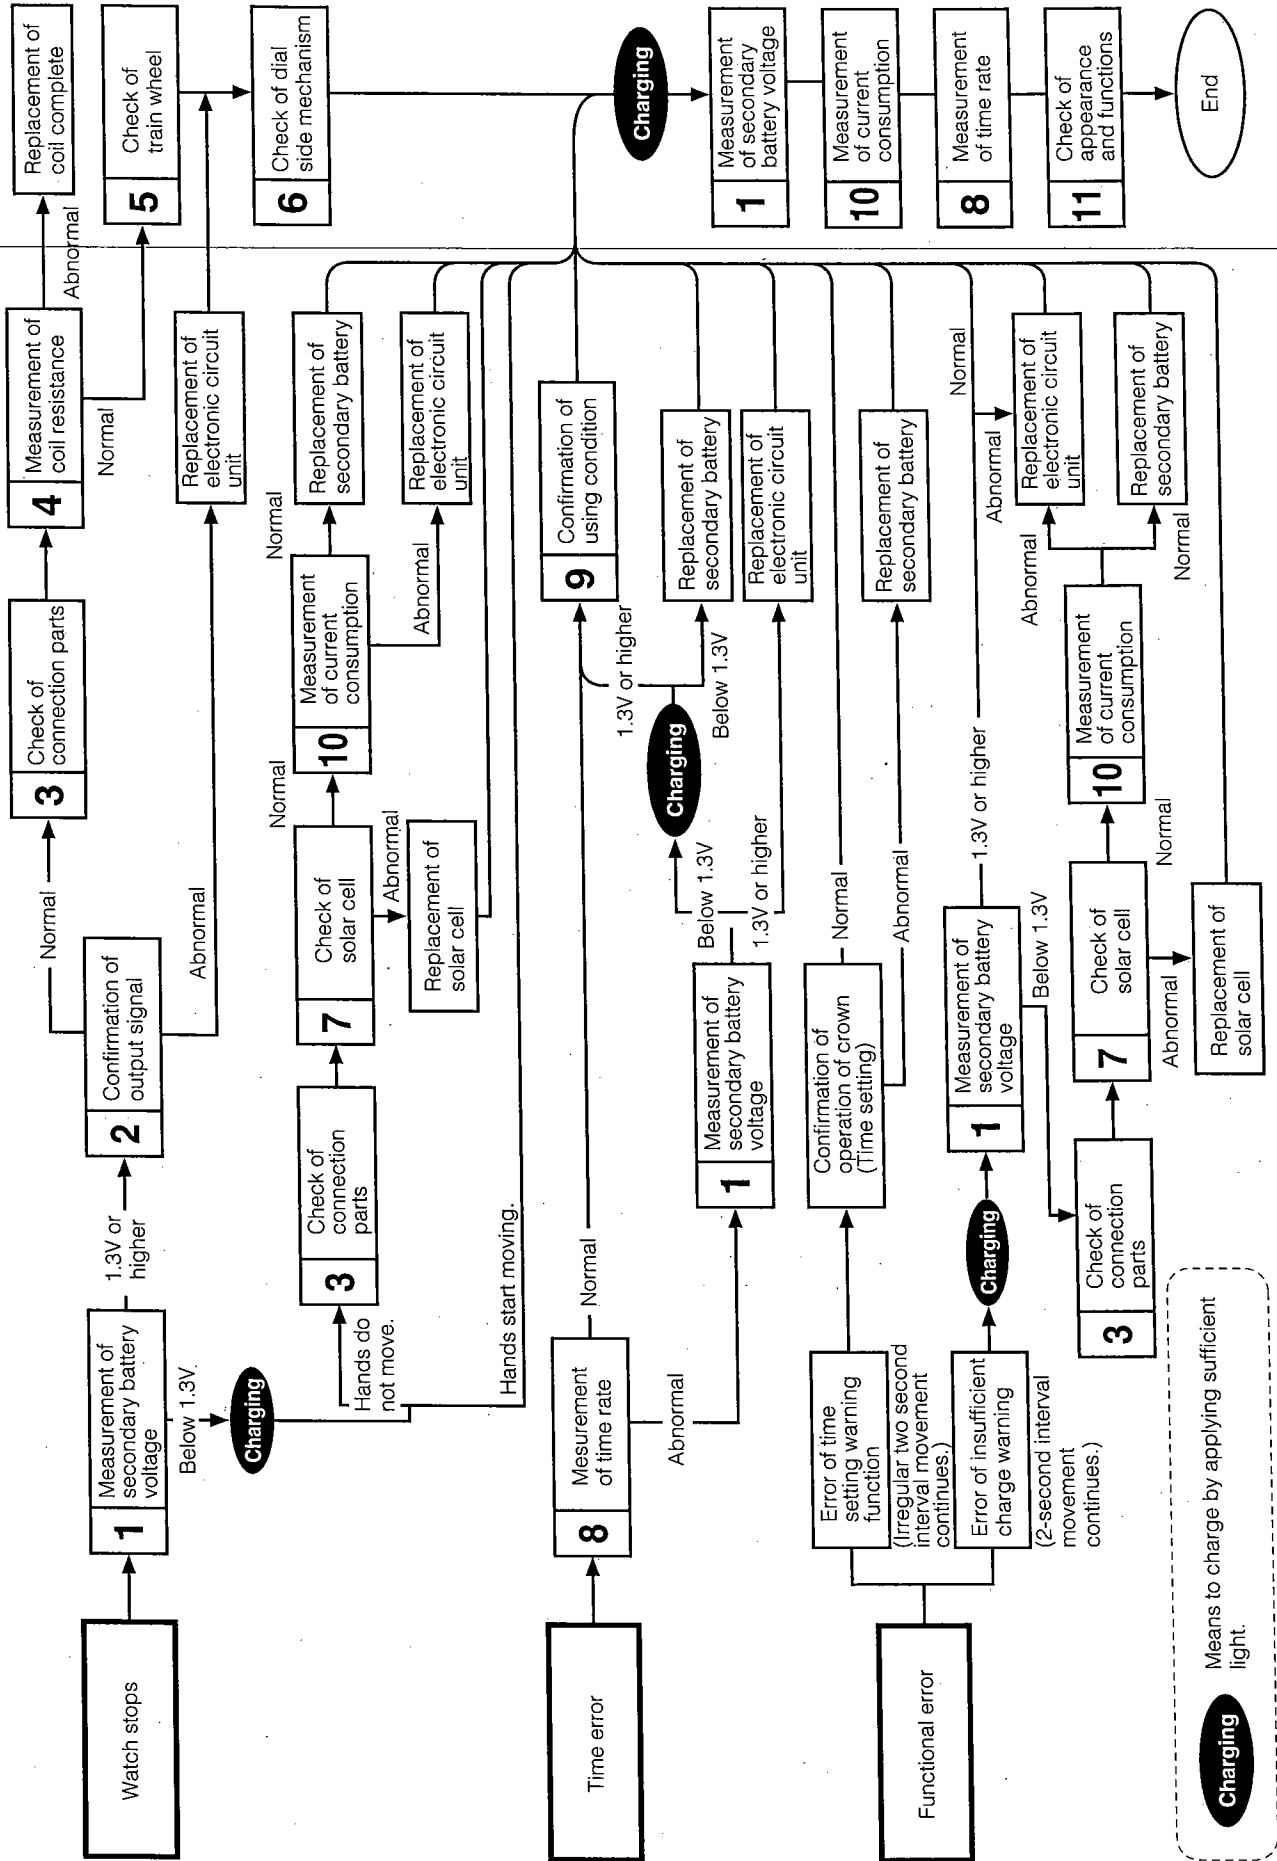 Watch stops
1
Measurement of
secondary battery
voltage
1.3V or
higher
Below 1.3V.
Charging
2
Confirmation of
output signal
Normal
Abnormal
3
Check of
connection parts
4
Measurement of
coil resistance
Abnormal
Normal
Replacement of
coil complete
5
Check of
train wheel
Replacement of
electronic circuit
unit
6
Check of dial
side mechanism
Hands do
not move.
Hands start moving.
3
Check of
connection
parts
7
Check of
solar cell
Normal
Abnormal
Replacement of
solar cell
10
Measurement
of current
consumption
Normal
Abnormal
Replacement of
secondary battery
Replacement of
electronic circuit
unit
Time error
8
Mesurement
of time rate
Normal
Abnormal
1
Measurement of
secondary battery
voltage
Below 1.3V
1.3V or higher
Charging
1.3V or higher
Below 1.3V
9
Confirmation of
using condition
Replacement of
secondary battery
Replacement of
electronic circuit
unit
Functional error
Error of time
setting warning
function
(Irregular two second
interval movement
continues.)
Confirmation of
operation of crown
(Time setting)
Normal
Abnormal
Replacement of
secondary battery
Error of insufficient
charge warning
(2-second interval
movement
continues.)
Charging
1
Measurement of
secondary battery
voltage
1.3V or higher
Below 1.3V
Normal
Abnormal
3
Check of
connection
parts
7
Check of
solar cell
Normal
Abnormal
Replacement of
solar cell
10
Measurement
of current
consumption
Abnormal
Normal
Replacement of
electronic circuit
unit
Replacement of
secondary battery
Charging
1
Measurement
of secondary
battery voltage
10
Measurement
of current
consumption
8
Measurement
of time rate
11
Check of
appearance
and functions
End
Charging
Means to charge by applying sufficient
light.